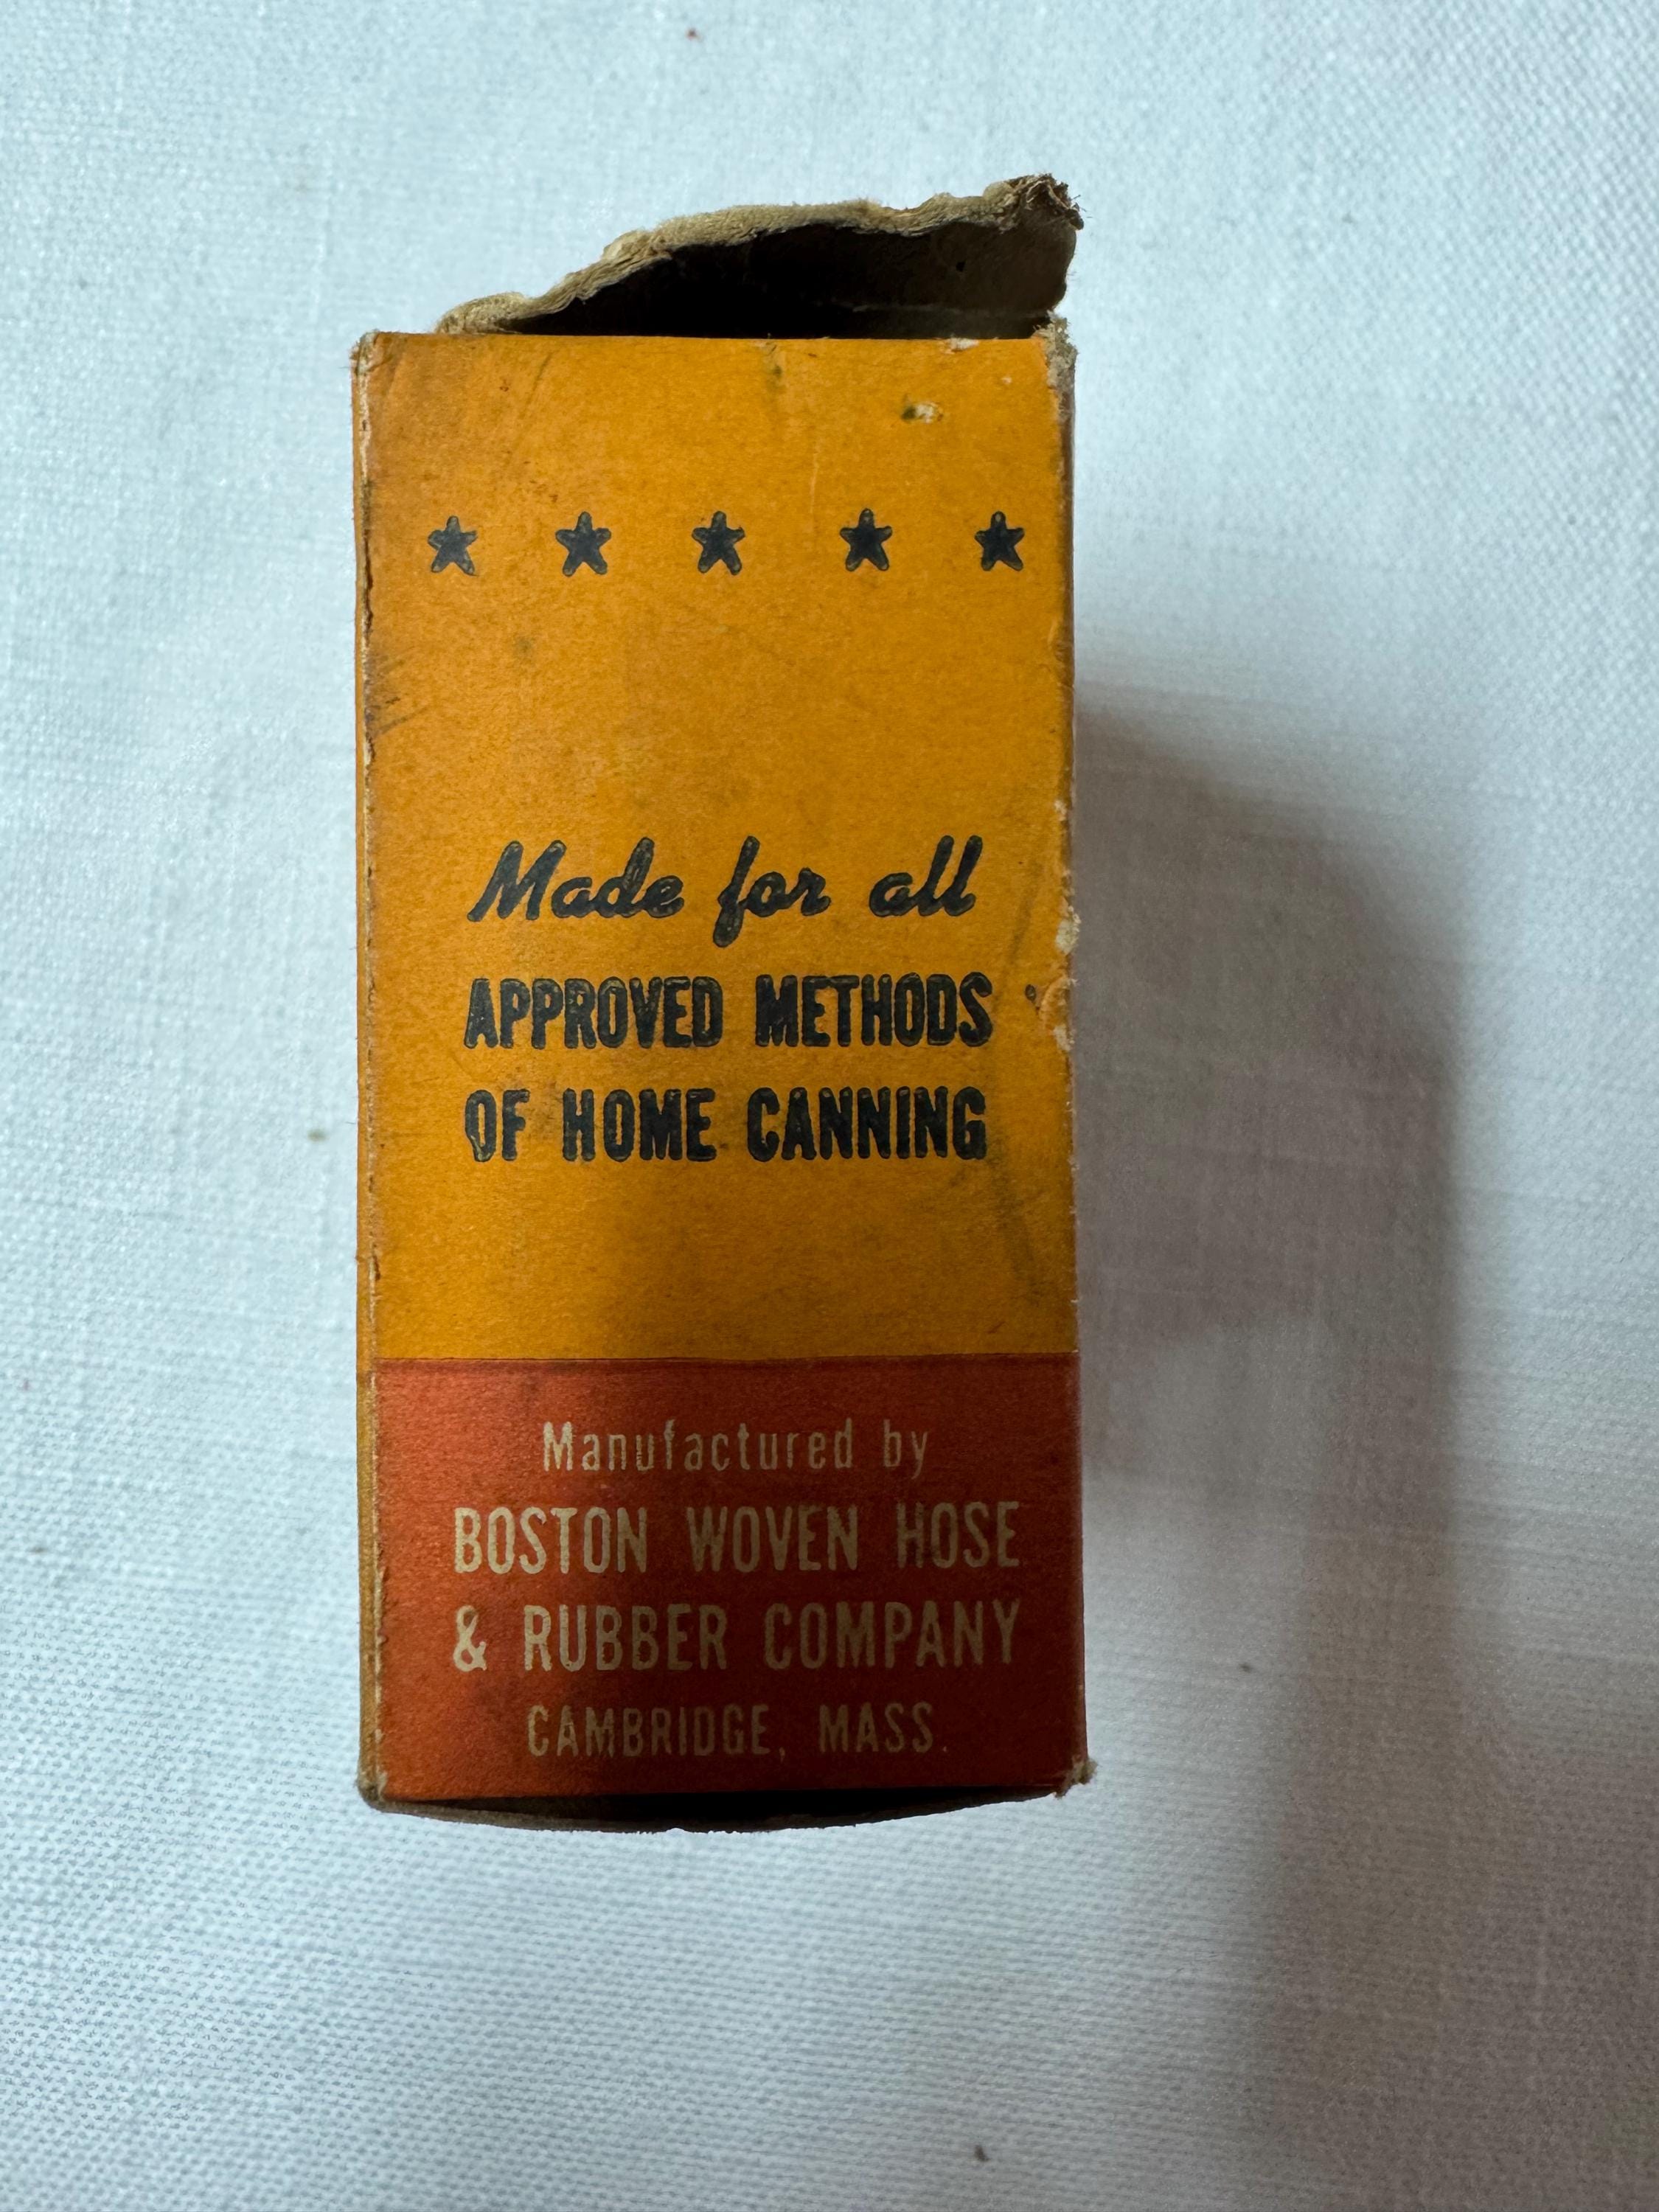 Made for all
APPROVED METHODS
OF HOME CANNING
Manufactured by
BOSTON WOVEN HOSE
& RUBBER COMPANY
CAMBRIDGE, MASS.